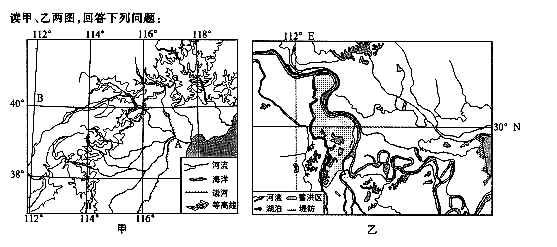 读甲、乙两图，回答下列问题：
112° 114° 116° 118°
B
40°
A
38°
河流
海洋
运河
等高线
112° 114° 116°
甲
112° E
30° N
河流 蓄洪区
湖泊 堤防
乙